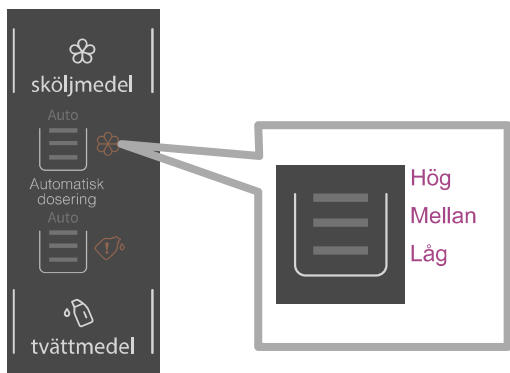 sköljmedel
Auto
Automatisk
dosering
Auto
tvättmedel
Hög
Mellan
Låg